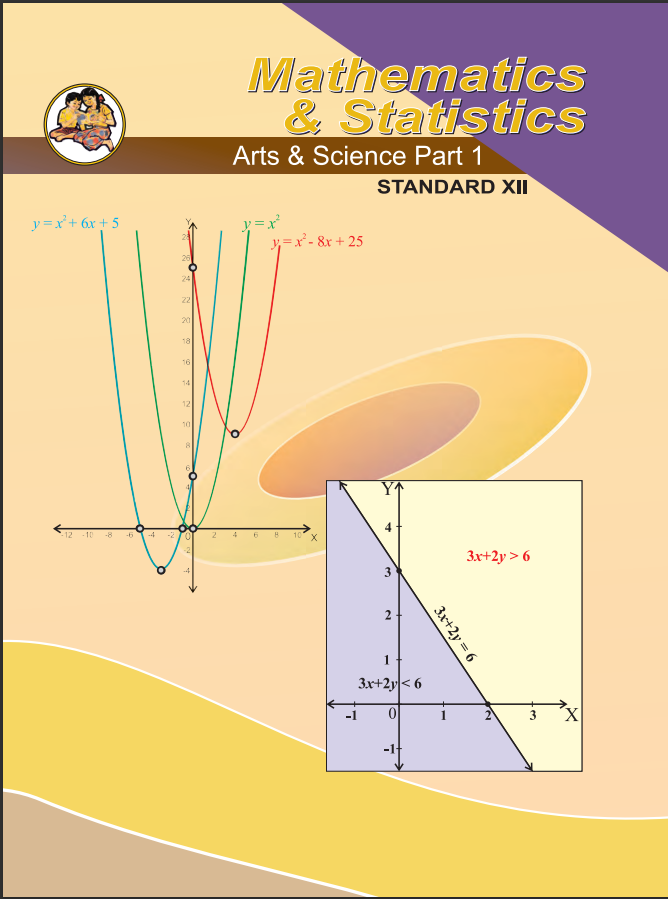 Mathematics
& Statistics
Arts & Science Part 1
STANDARD XII
y = x² + 6x + 5
y = x²
y = x² - 8x + 25
Y
28
26
24
22
20
18
16
14
12
10
8
6
4
2
-12 -10 -8 -6 -4 -2 0 2 4 6 8 10 X
-2
-4
Y
4
3x+2y > 6
3
2
3x+2y = 6
1
3x+2y < 6
-1 0 1 2 3 X
-1